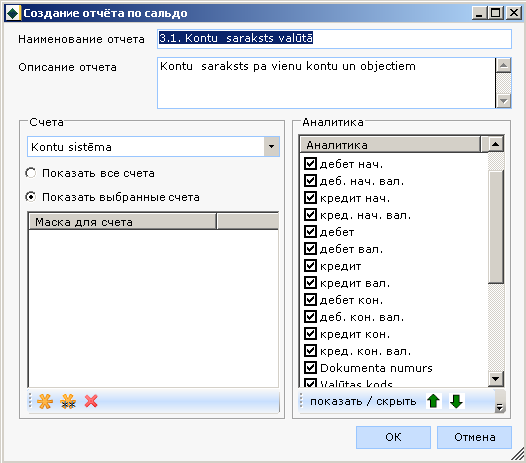 Создание отчёта по сальдо
Наименование отчета
3.1. Kontu saraksts valūtā
Описание отчета
Kontu saraksts pa vienu kontu un objectiem
Счета
Kontu sistēma
Показать все счета
Показать выбранные счета
Маска для счета
Аналитика
Аналитика
дебет нач.
деб. нач. вал.
кредит нач.
кред. нач. вал.
дебет
дебет вал.
кредит
кредит вал.
дебет кон.
деб. кон. вал.
кредит кон.
кред. кон. вал.
Dokumenta numurs
Valūtas kods
показать / скрыть
ОК
Отмена